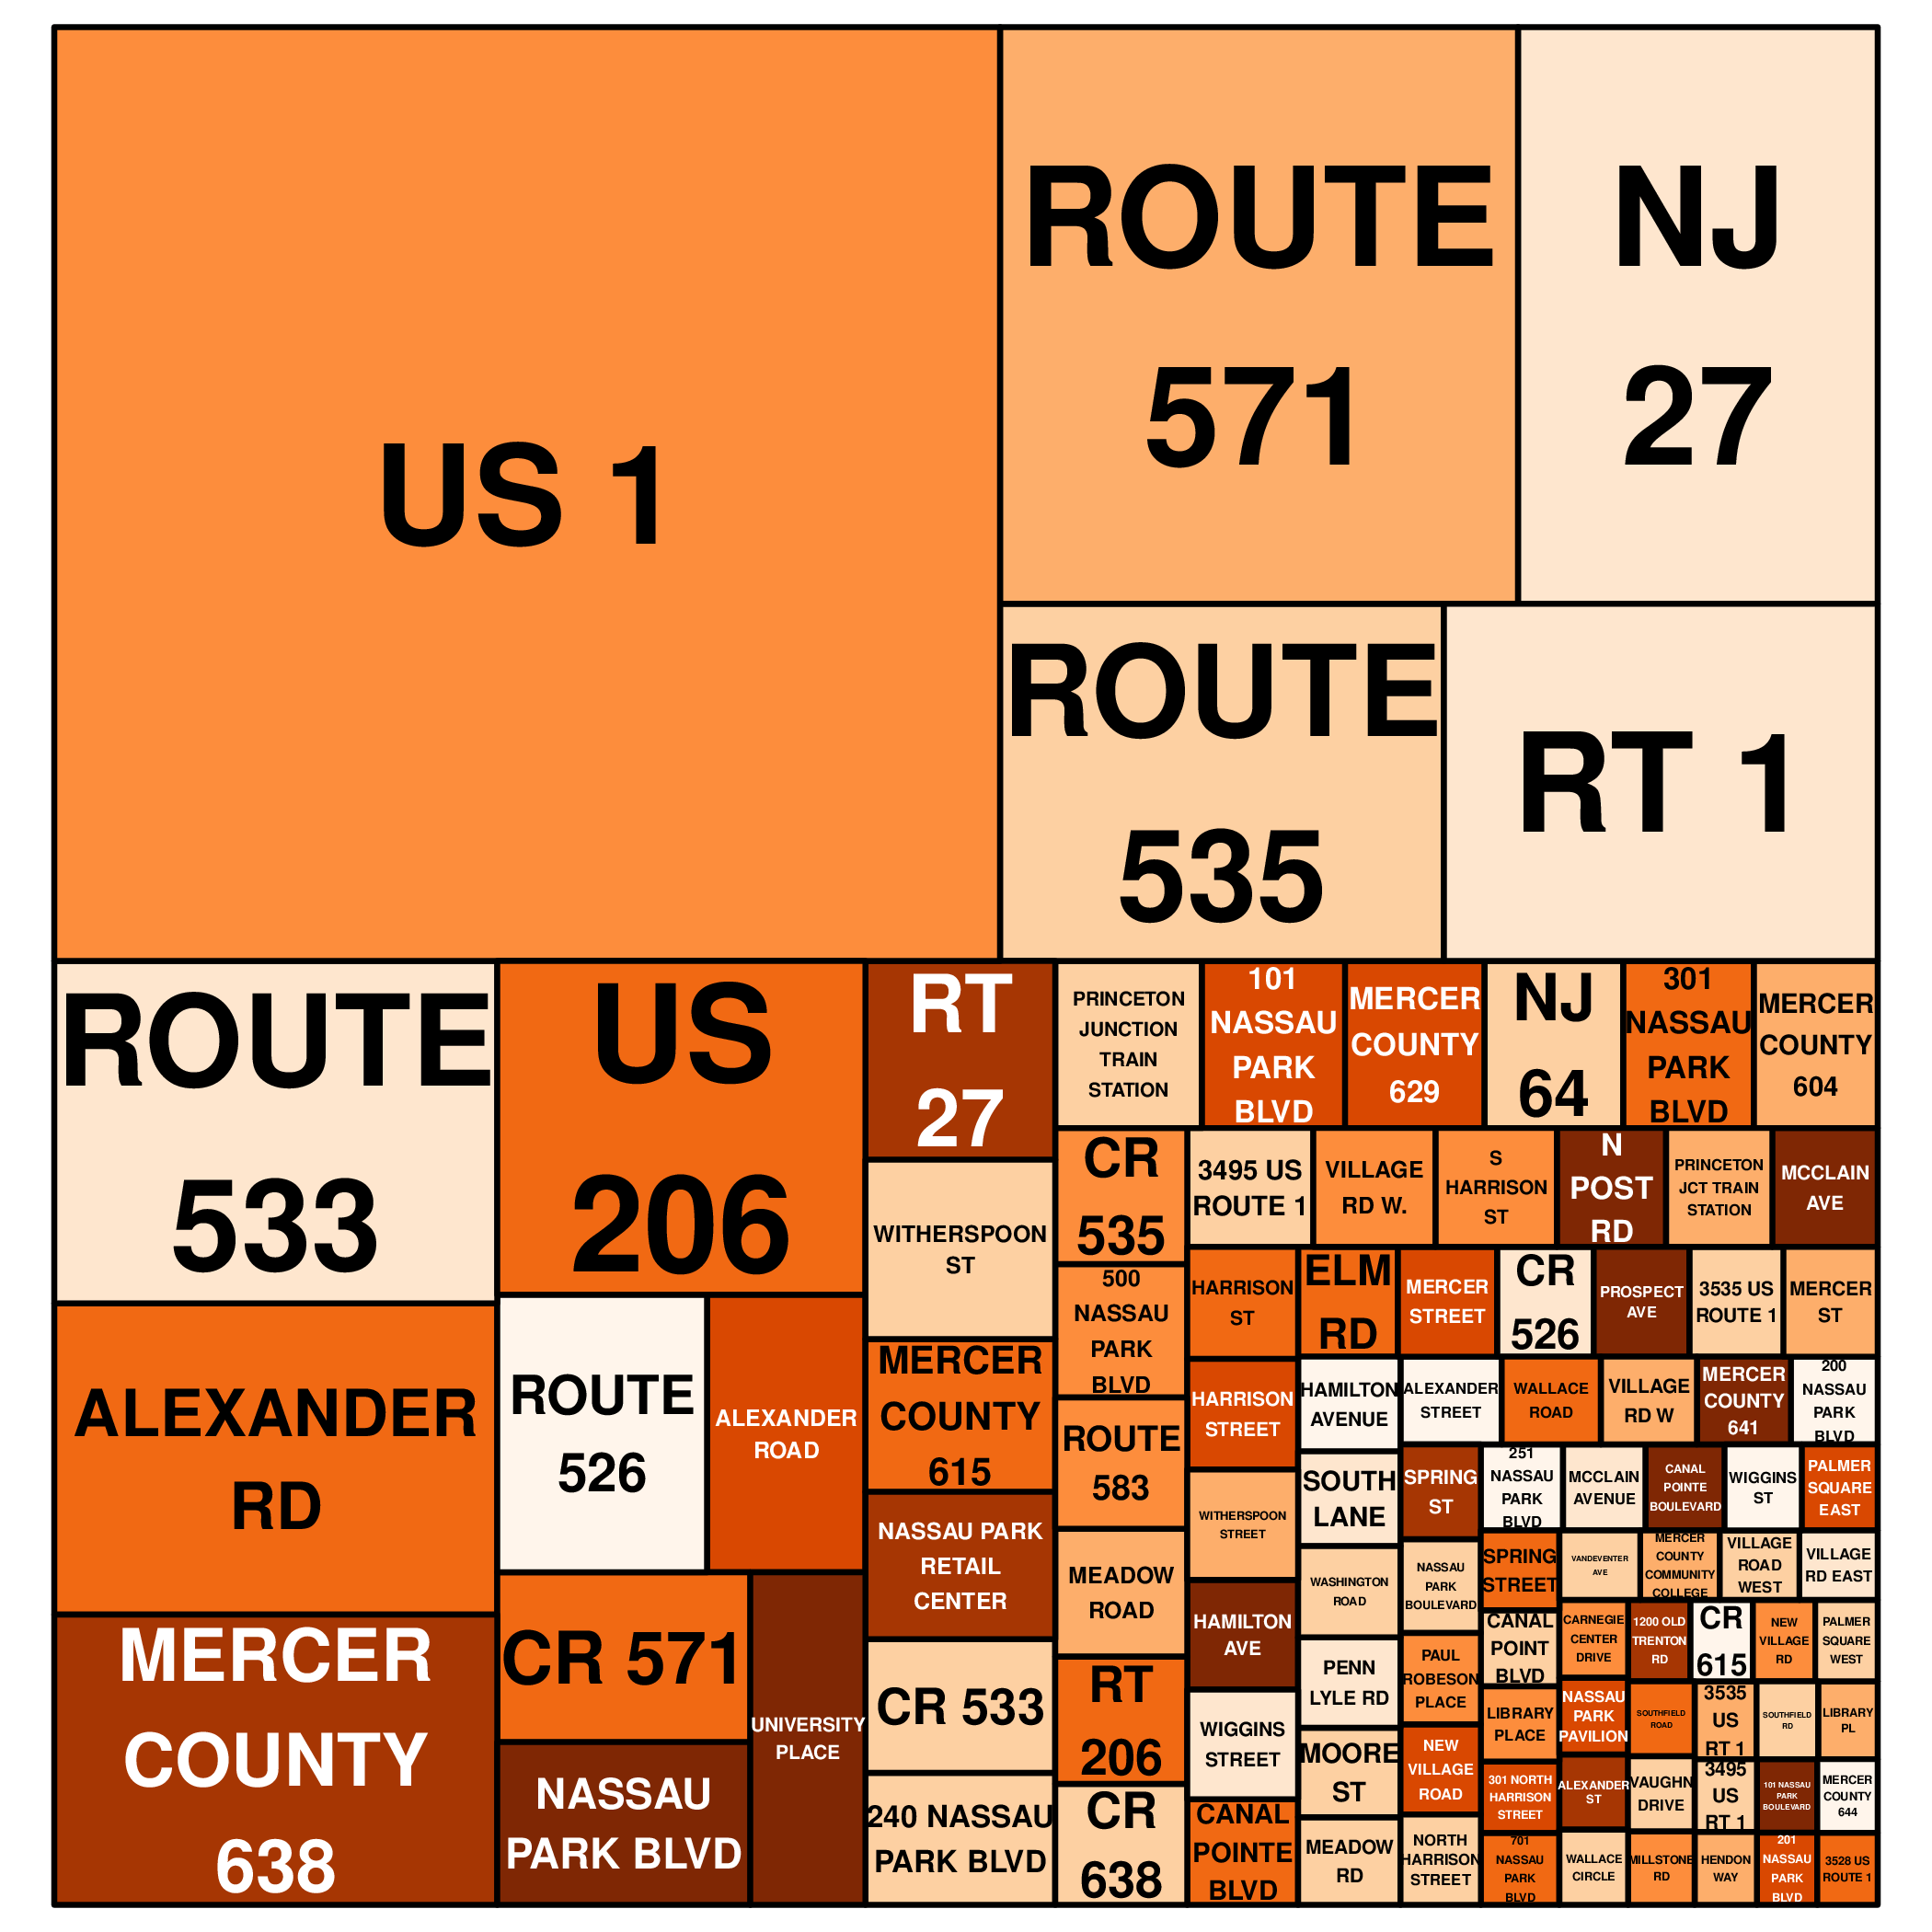 US 1
ROUTE
571
NJ
27
ROUTE
535
RT 1
ROUTE
533
ALEXANDER
RD
MERCER
COUNTY
638
US
206
ROUTE
526
ALEXANDER
ROAD
CR 571
NASSAU
PARK BLVD
UNIVERSITY
PLACE
RT
27
WITHERSPOON
ST
MERCER
COUNTY
615
NASSAU PARK
RETAIL
CENTER
CR 533
240 NASSAU
PARK BLVD
PRINCETON
JUNCTION
TRAIN
STATION
101
NASSAU
PARK
BLVD
MERCER
COUNTY
629
NJ
64
301
NASSAU
PARK
BLVD
MERCER
COUNTY
604
CR
535
500
NASSAU
PARK
BLVD
ROUTE
583
MEADOW
ROAD
RT
206
CR
638
3495 US
ROUTE 1
VILLAGE
RD W.
S
HARRISON
ST
N
POST
RD
PRINCETON
JCT TRAIN
STATION
MCCLAIN
AVE
HARRISON
ST
HARRISON
STREET
WITHERSPOON
STREET
HAMILTON
AVE
WIGGINS
STREET
CANAL
POINTE
BLVD
ELM
RD
MERCER
STREET
CR
526
PROSPECT
AVE
3535 US
ROUTE 1
MERCER
ST
HAMILTON
AVENUE
SOUTH
LANE
WASHINGTON
ROAD
PENN
LYLE RD
MOORE
ST
MEADOW
RD
ALEXANDER
STREET
WALLACE
ROAD
VILLAGE
RD W
MERCER
COUNTY
641
200
NASSAU
PARK
BLVD
SPRING
ST
NASSAU
PARK
BOULEVARD
PAUL
ROBESON
PLACE
NEW
VILLAGE
ROAD
NORTH
HARRISON
STREET
251
NASSAU
PARK
BLVD
MCCLAIN
AVENUE
CANAL
POINTE
BOULEVARD
WIGGINS
ST
PALMER
SQUARE
EAST
SPRING
STREET
VANDEVENTER
AVE
MERCER
COUNTY
COMMUNITY
COLLEGE
VILLAGE
ROAD
WEST
VILLAGE
RD EAST
CANAL
POINT
BLVD
LIBRARY
PLACE
301 NORTH
HARRISON
STREET
701
NASSAU
PARK
BLVD
CARNEGIE
CENTER
DRIVE
1200 OLD
TRENTON
RD
CR
615
NEW
VILLAGE
RD
PALMER
SQUARE
WEST
NASSAU
PARK
PAVILION
SOUTHFIELD
ROAD
3535
US
RT 1
SOUTHFIELD
RD
LIBRARY
PL
ALEXANDER
ST
VAUGHN
DRIVE
3495
US
RT 1
101 NASSAU
PARK
BOULEVARD
MERCER
COUNTY
644
WALLACE
CIRCLE
MILLSTONE
RD
HENDON
WAY
201
NASSAU
PARK
BLVD
3528 US
ROUTE 1